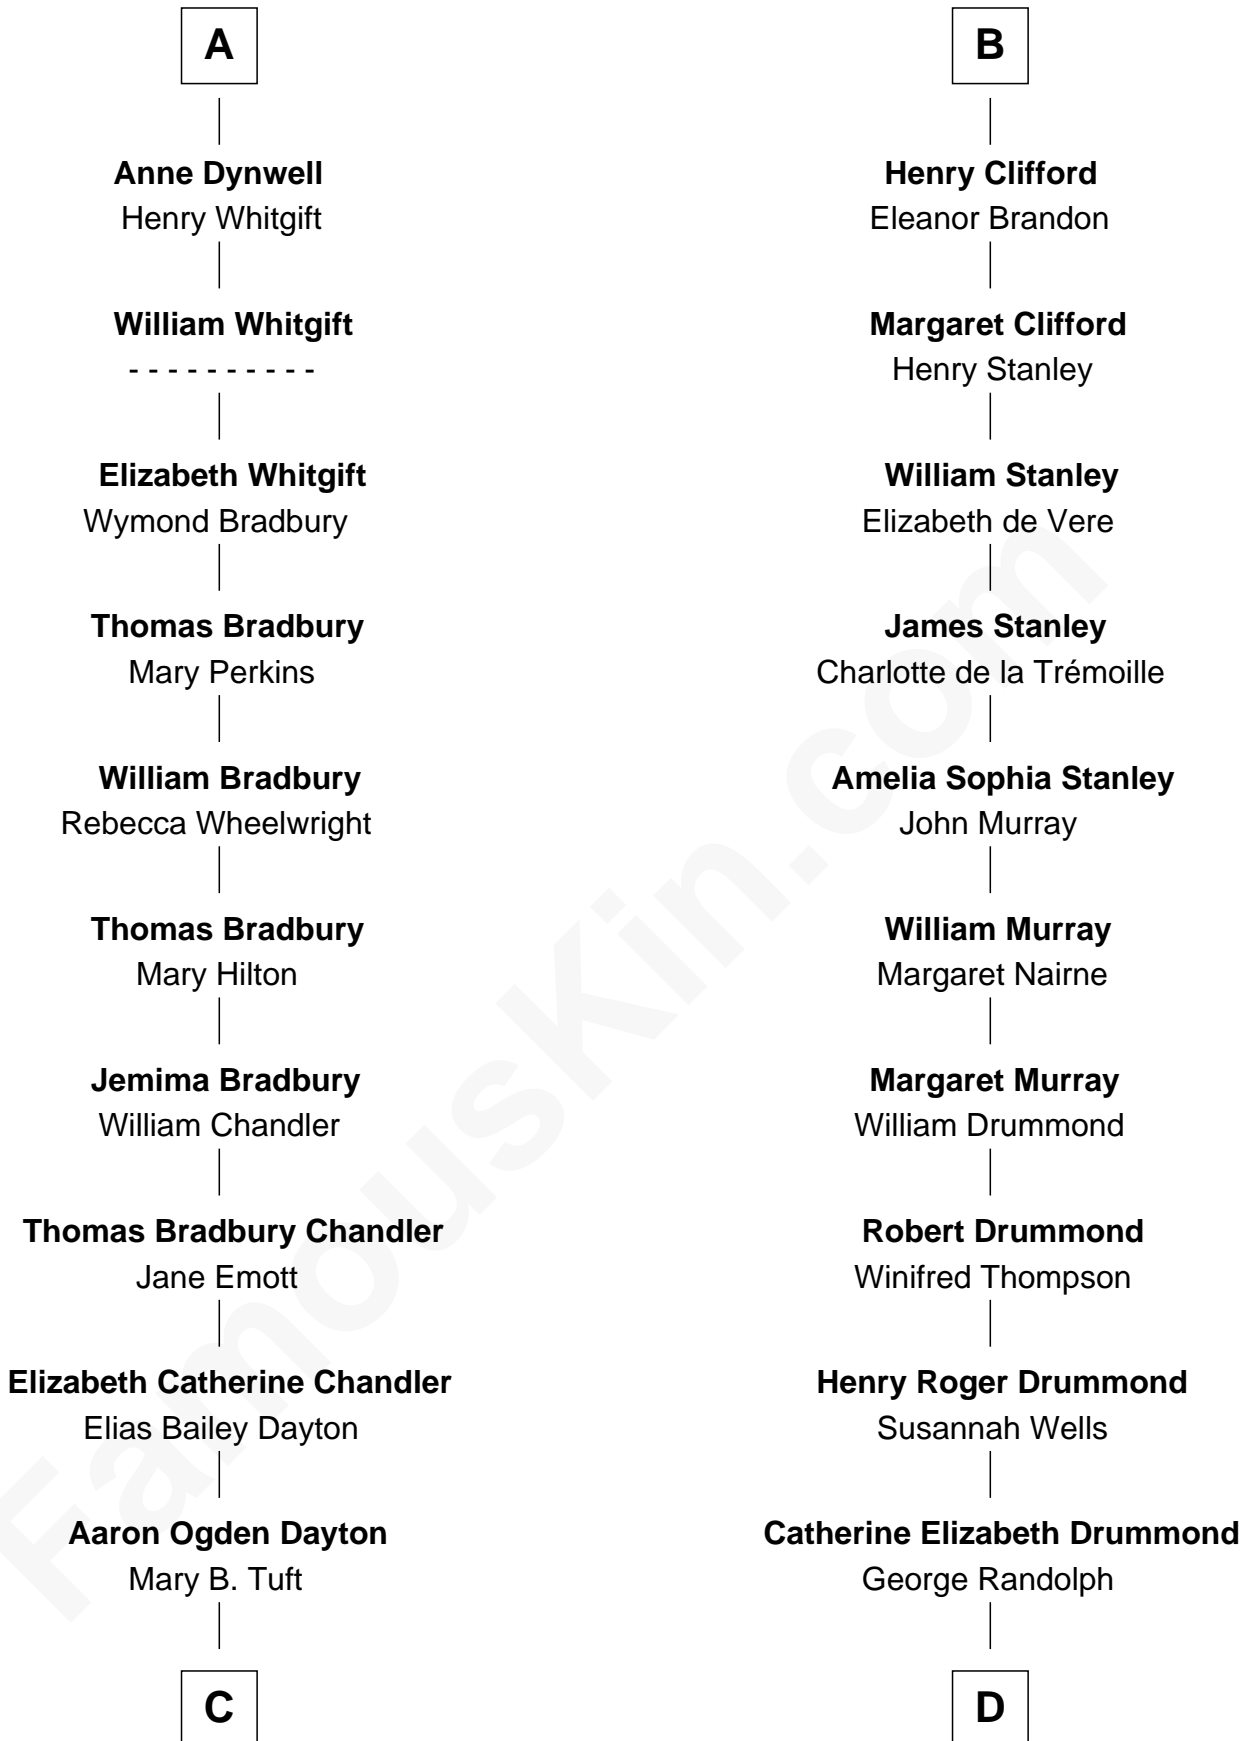 A
Anne Dynwell
Henry Whitgift
William Whitgift
- - - - - - - - - -
Elizabeth Whitgift
Wymond Bradbury
Thomas Bradbury
Mary Perkins
William Bradbury
Rebecca Wheelwright
Thomas Bradbury
Mary Hilton
Jemima Bradbury
William Chandler
Thomas Bradbury Chandler
Jane Emott
Elizabeth Catherine Chandler
Elias Bailey Dayton
Aaron Ogden Dayton
Mary B. Tuft
C
B
Henry Clifford
Eleanor Brandon
Margaret Clifford
Henry Stanley
William Stanley
Elizabeth de Vere
James Stanley
Charlotte de la Trémoille
Amelia Sophia Stanley
John Murray
William Murray
Margaret Nairne
Margaret Murray
William Drummond
Robert Drummond
Winifred Thompson
Henry Roger Drummond
Susannah Wells
Catherine Elizabeth Drummond
George Randolph
D
FamousKin.com